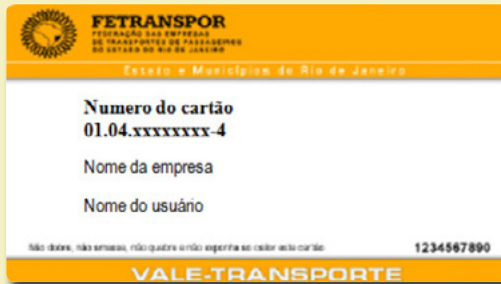 FETRANSPOR
FEDERAÇÃO DAS EMPRESAS
DE TRANSPORTES DE PASSAGEIROS
DO ESTADO DO RIO DE JANEIRO
Estado e Municípios do Rio de Janeiro
Numero do cartão
01.04.xxxxxxxx-4
Nome da empresa
Nome do usuário
Não dobre, não amasse, não quebre e não exponha ao calor este cartão 1234567890
VALE-TRANSPORTE